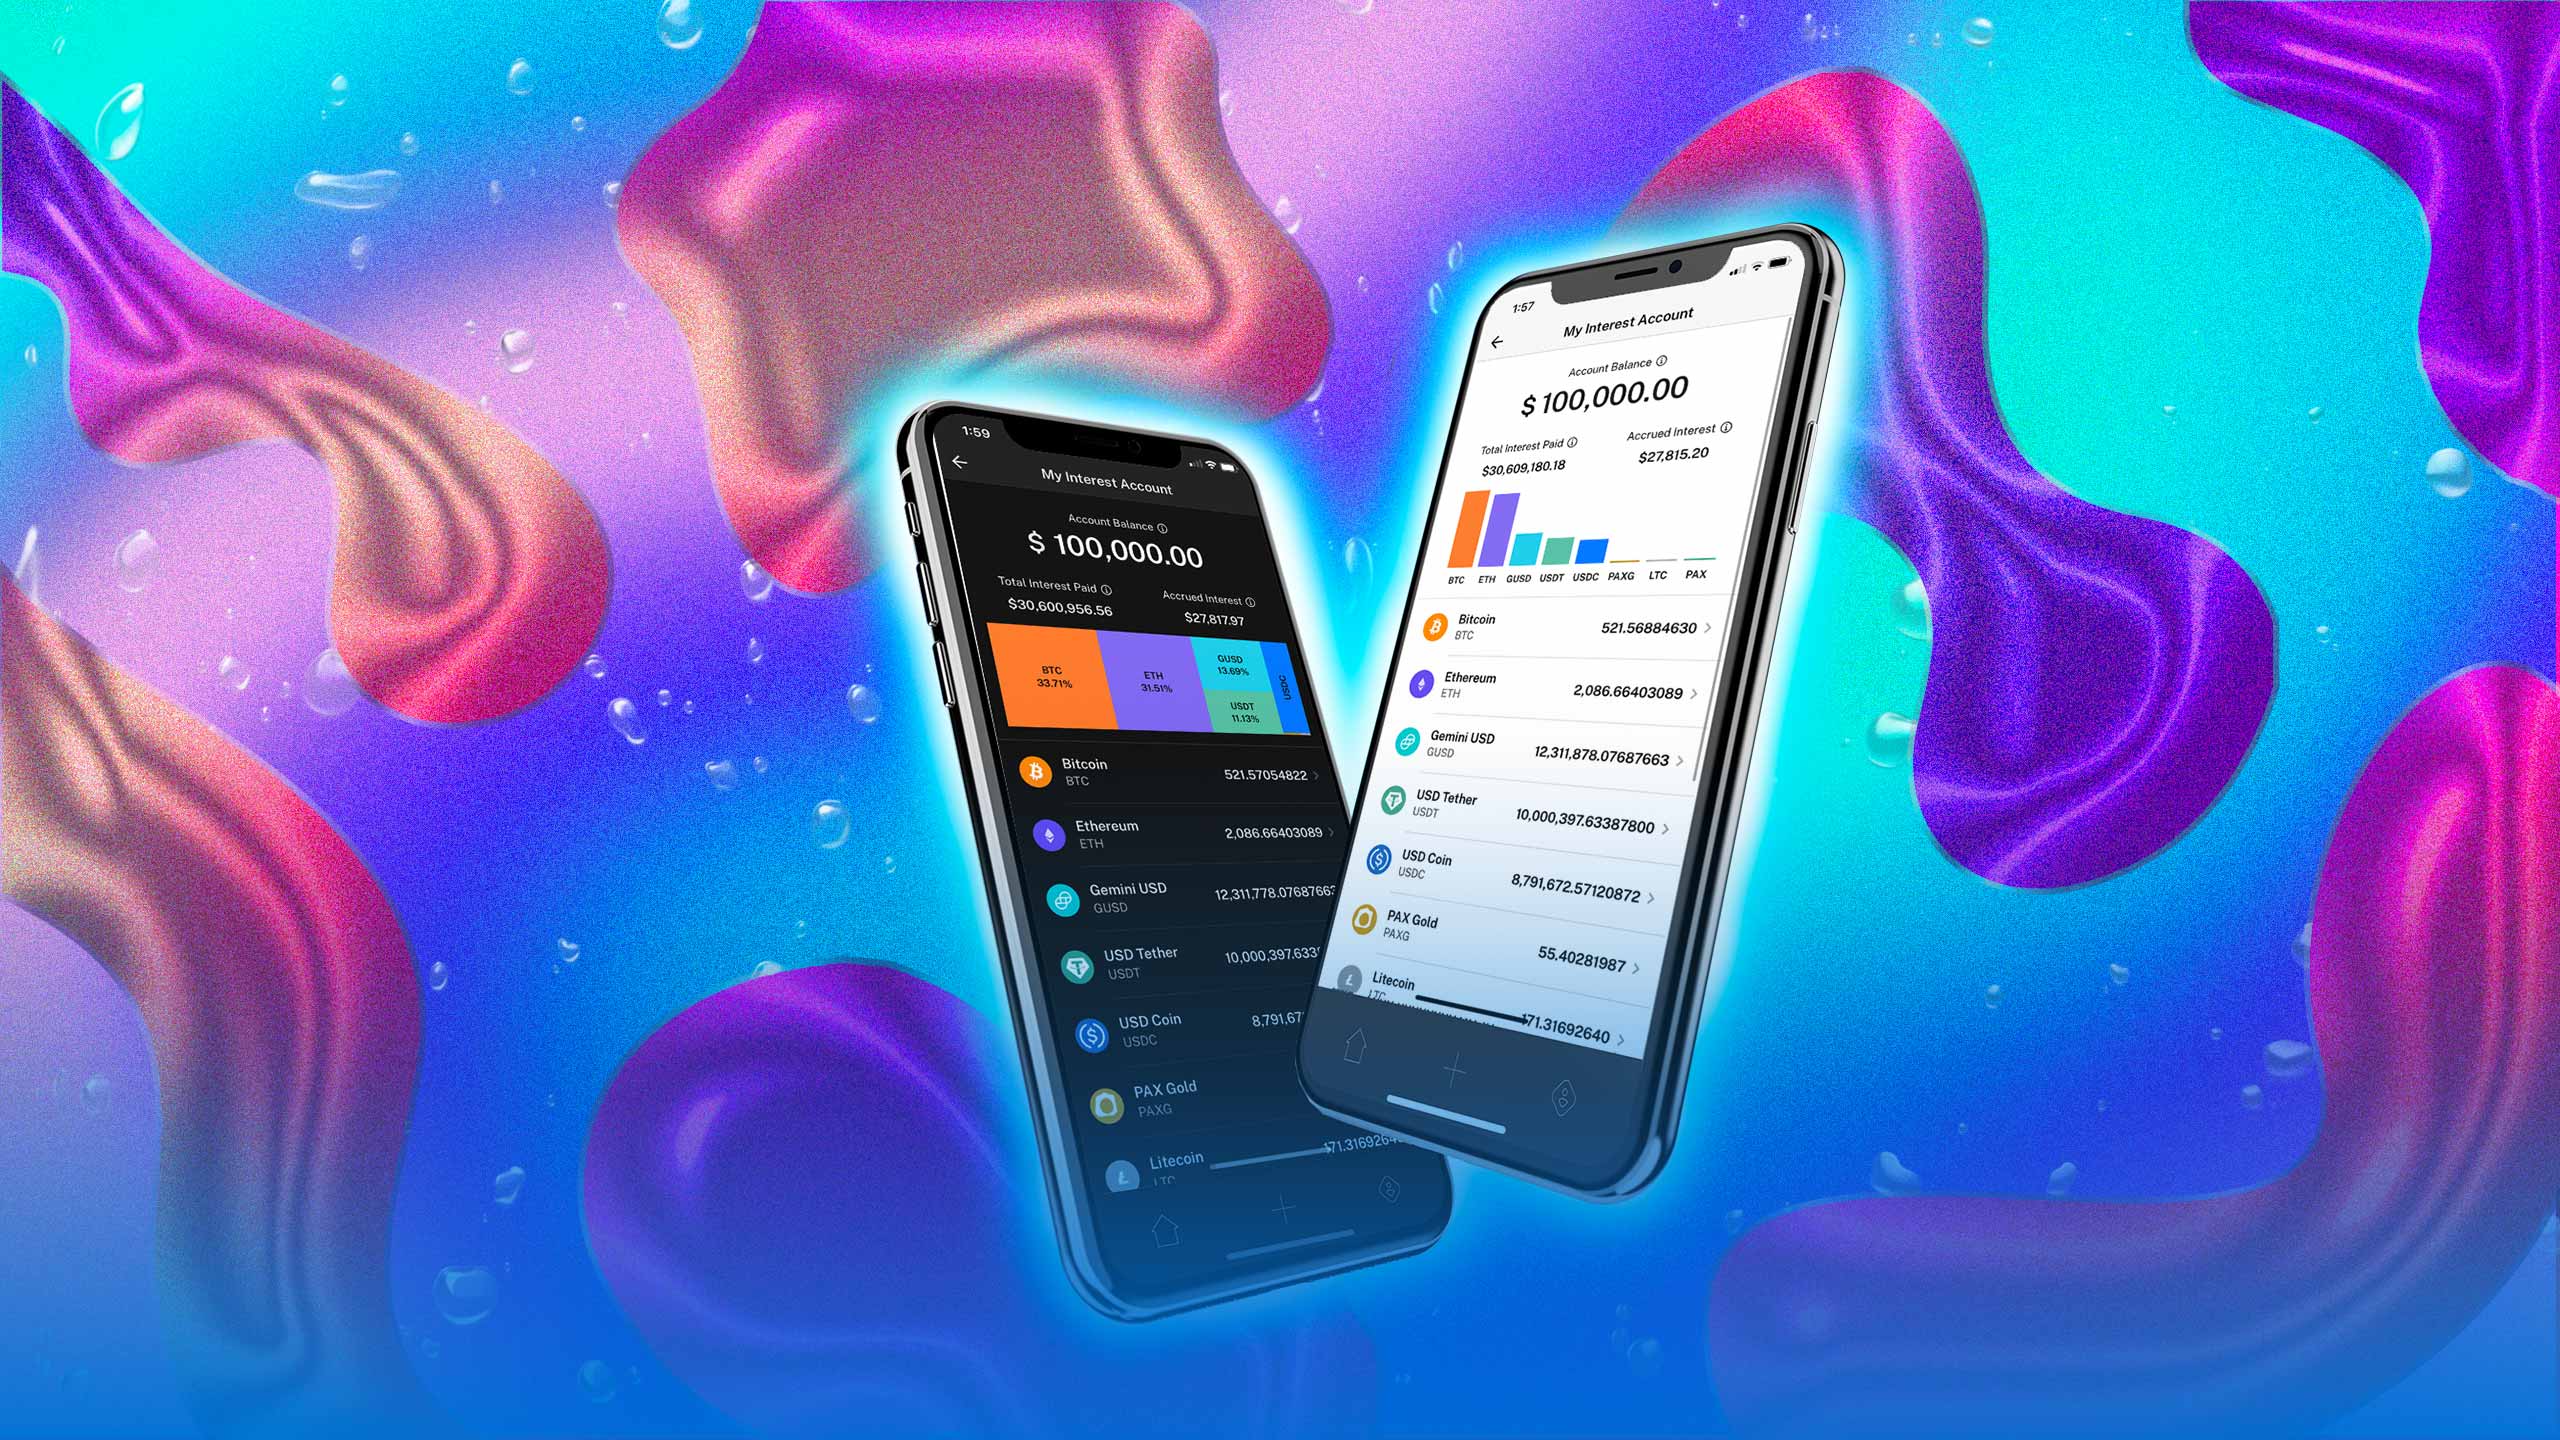 1:59
My Interest Account
Account Balance
$ 100,000.00
Total Interest Paid
Accrued Interest
$30,600,956.56
$27,817.97
BTC
33.71%
ETH
31.51%
GUSD
13.69%
USDT
11.13%
USDC
Bitcoin
BTC
521.57054822
Ethereum
ETH
2,086.66403089
Gemini USD
GUSD
12,311,778.07687663
USD Tether
USDT
10,000,397.633
USD Coin
USDC
8,791,67
PAX Gold
PAXG
Litecoin
LTC
171.3169264
1:57
My Interest Account
Account Balance
$ 100,000.00
Total Interest Paid
Accrued Interest
$30,609,180.18
$27,815.20
BTC ETH GUSD USDT USDC PAXG LTC PAX
Bitcoin
BTC
521.56884630
Ethereum
ETH
2,086.66403089
Gemini USD
GUSD
12,311,878.07687663
USD Tether
USDT
10,000,397.63387800
USD Coin
USDC
8,791,672.57120872
PAX Gold
PAXG
55.40281987
Litecoin
LTC
171.31692640